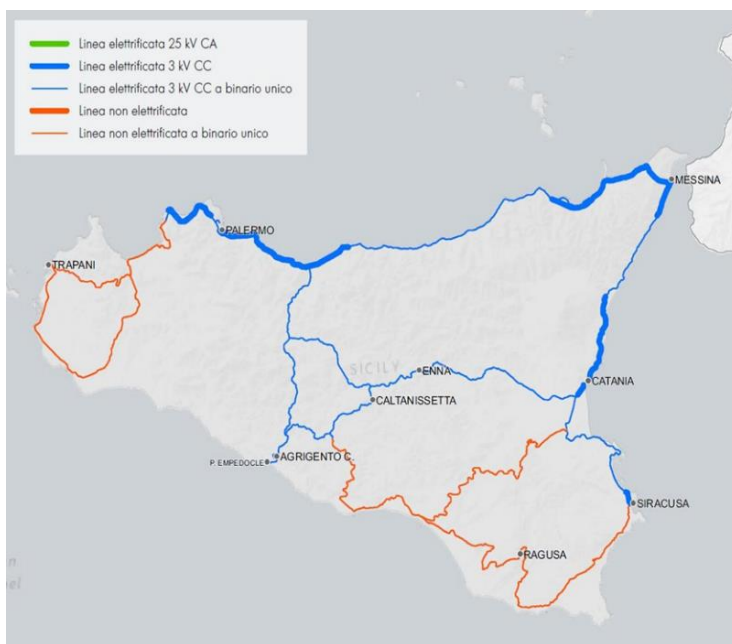 Linea elettrificata 25 kV CA
Linea elettrificata 3 kV CC
Linea elettrificata 3 kV CC a binario unico
Linea non elettrificata
Linea non elettrificata a binario unico
MESSINA
PALERMO
TRAPANI
SICILY
ENNA
CATANIA
CALTANISSETTA
AGRIGENTO C.
P. EMPEDOCLE
SIRACUSA
RAGUSA